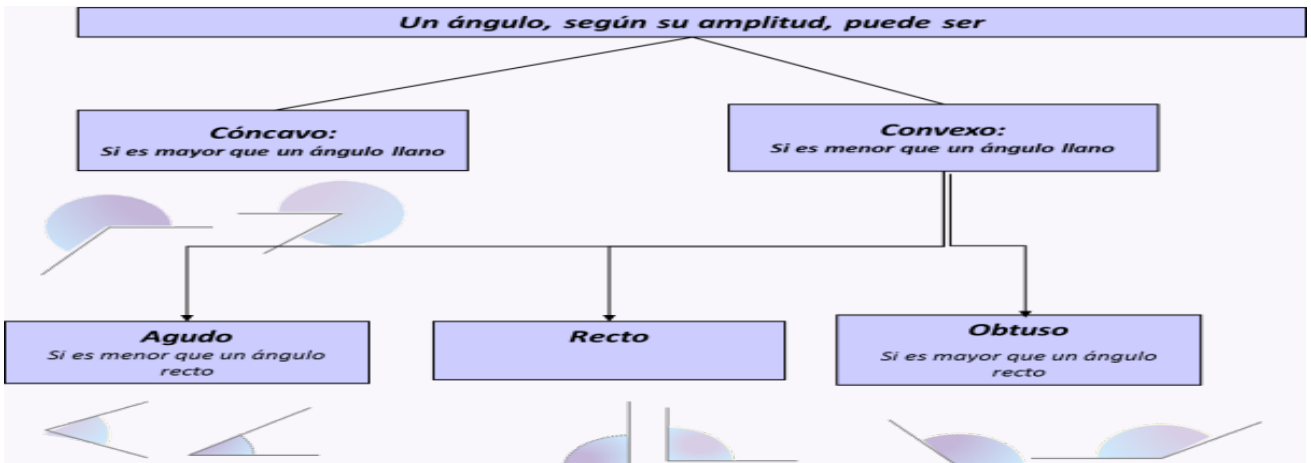 Un ángulo, según su amplitud, puede ser
Cóncavo:
Si es mayor que un ángulo llano
Convexo:
Si es menor que un ángulo llano
Agudo
Si es menor que un ángulo
recto
Recto
Obtuso
Si es mayor que un ángulo
recto